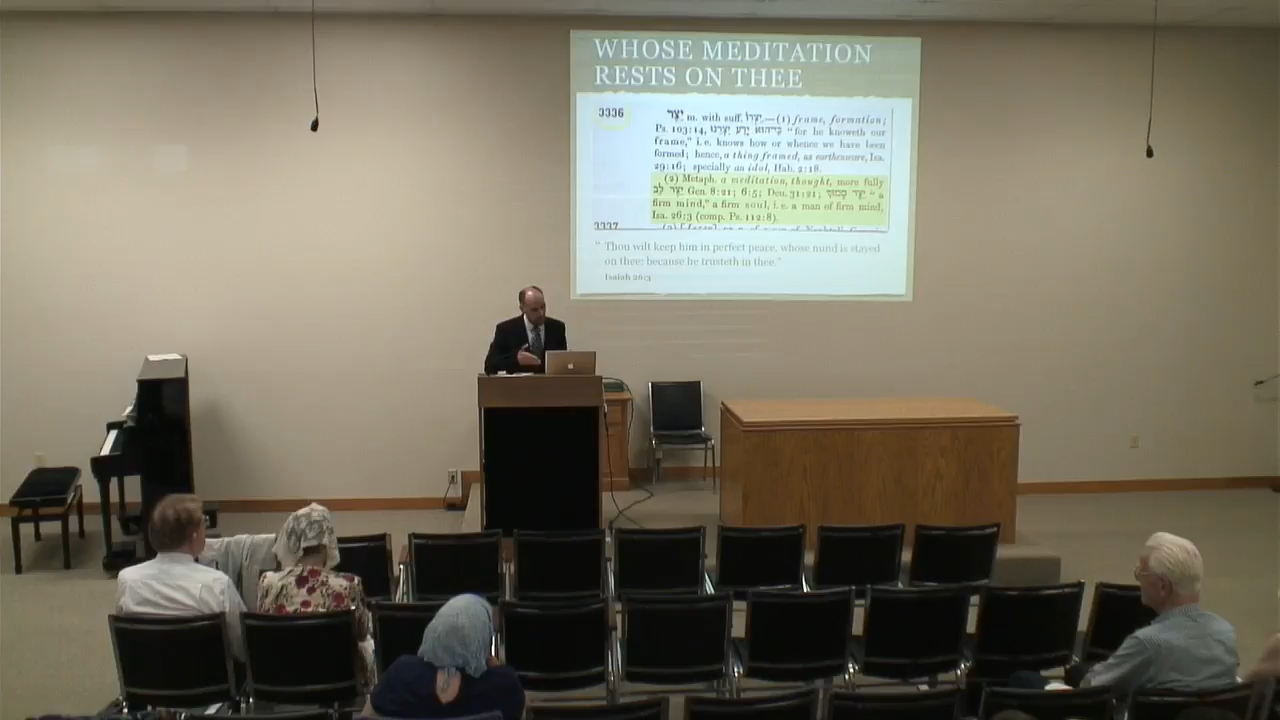 WHOSE MEDITATION
RESTS ON THEE
3336 יֵצֶר m. with suff. יִצְרוֹ.—(1) frame, formation;
Ps. 103:14, כִּי־הוּא יָדַע יִצְרֵנוּ "for he knoweth our
frame," i. e. knows how or whence we have been
formed; hence, a thing framed, as earthenware, Isa.
29:16; specially an idol, Hab. 2:18.
(2) Metaph. a meditation, thought, more fully
יֵצֶר לֵב Gen. 8:21; 6:5; Deu. 31:21; יֵצֶר סָמוּךְ "a
firm mind," a firm soul, i. e. a man of firm mind,
Isa. 26:3 (comp. Ps. 112:8).
3337
" Thou wilt keep him in perfect peace, whose mind is stayed
on thee: because he trusteth in thee."
Isaiah 26:3